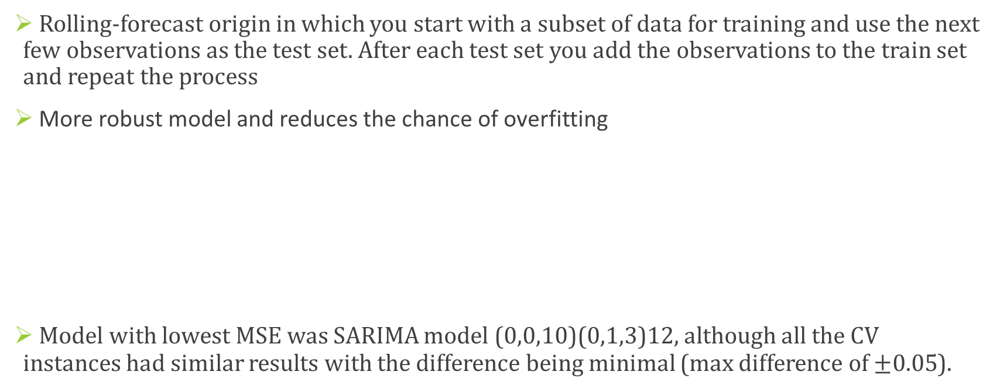 Rolling-forecast origin in which you start with a subset of data for training and use the next
few observations as the test set. After each test set you add the observations to the train set
and repeat the process
More robust model and reduces the chance of overfitting
Model with lowest MSE was SARIMA model (0,0,10)(0,1,3)12, although all the CV
instances had similar results with the difference being minimal (max difference of ±0.05).